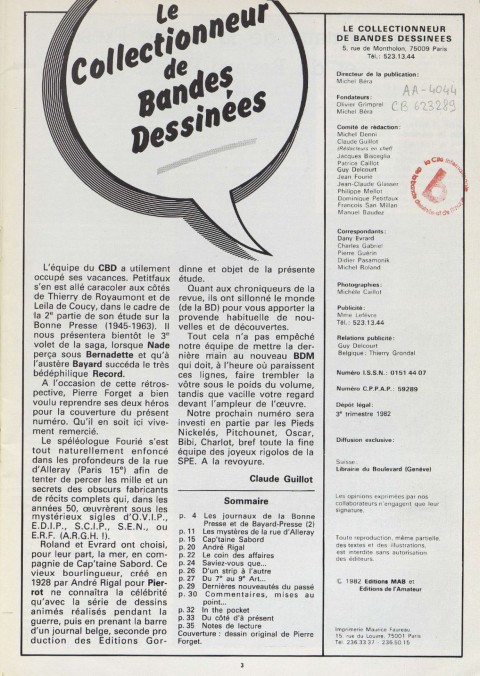 Le
Collectionneur
de
Bandes
Dessinées
L'équipe du CBD a utilement
occupé ses vacances. Petitfaux
s'en est allé caracoler aux côtés
de Thierry de Royaumont et de
Leïla de Coucy, dans le cadre de
la 2e partie de son étude sur la
Bonne Presse (1945-1963). Il
nous présentera bientôt le 3e
volet de la saga, lorsque Nade
perça sous Bernadette et qu'à
l'austère Bayard succéda le très
bédéphilique Record.
A l'occasion de cette rétros-
pective, Pierre Forget a bien
voulu reprendre ses deux héros
pour la couverture du présent
numéro. Qu'il en soit ici vive-
ment remercié.
Le spéléologue Fourié s'est
tout naturellement enfoncé
dans les profondeurs de la rue
d'Alleray (Paris 15e) afin de
tenter de percer les mille et un
secrets des obscurs fabricants
de récits complets qui, dans les
années 50, œuvrèrent sous les
mystérieux sigles d'O.V.I.P.,
E.D.I.P., S.C.I.P., S.E.N., ou
E.R.F. (A.R.G.H. !).
Roland et Evrard ont choisi,
pour leur part, la mer, en com-
pagnie de Cap'taine Sabord. Ce
vieux bourlingueur, créé en
1928 par André Rigal pour Pier-
rot ne connaîtra la célébrité
qu'avec la série de dessins
animés réalisés pendant la
guerre, puis en prenant la barre
d'un journal belge, seconde pro
duction des Editions Gor-
dinne et objet de la présente
étude.
Quant aux chroniqueurs de la
revue, ils ont sillonné le monde
(de la BD) pour vous apporter la
provende habituelle de nou-
velles et de découvertes.
Tout cela n'a pas empêché
notre équipe de mettre la der-
nière main au nouveau BDM
qui doit, à l'heure où paraissent
ces lignes, faire trembler la
vôtre sous le poids du volume,
tandis que vacille votre regard
devant l'ampleur de l'œuvre.
Notre prochain numéro sera
investi en partie par les Pieds
Nickelés, Pitchounet, Oscar,
Bibi, Charlot, bref toute la fine
équipe des joyeux rigolos de la
SPE. A la revoyure.
Claude Guillot
Sommaire
p. 4 Les journaux de la Bonne
Presse et de Bayard-Presse (2)
p. 11 Les mystères de la rue d'Alleray
p. 15 Cap'taine Sabord
p. 20 André Rigal
p. 22 Le coin des affaires
p. 24 Saviez-vous que...
p. 26 D'un strip à l'autre
p. 27 Du 7e au 9e Art...
p. 29 Dernières nouveautés du passé
p. 30 Commentaires, mises au
point...
p. 32 In the pocket
p. 33 Du côté d'à présent
p. 35 Notes de lecture
Couverture : dessin original de Pierre
Forget.
LE COLLECTIONNEUR
DE BANDES DESSINEES
5, rue de Montholon, 75009 Paris
Tél.: 523.13.44
Directeur de la publication:
Michel Béra
AA-4044
Fondateurs:
Olivier Grimprel
Michel Béra
CB 623289
Comité de rédaction:
Michel Denni
Claude Guillot
(Rédacteurs en chef)
Jacques Bisceglia
Patrice Caillot
Guy Delcourt
Jean Fourié
Jean-Claude Glasser
Philippe Mellot
Dominique Petitfaux
François San Millan
Manuel Baudez
6
Correspondants:
Dany Evrard
Charles Gabriel
Pierre Guérin
Didier Pasamonik
Michel Roland
Photographies:
Michèle Caillot
Publicité:
Mime Lefèvre
Tél.: 523.13.44
Relations publicité:
Guy Delcourt
Belgique: Thierry Grondal
Numéro I.S.S.N.: 0151 44 07
Numéro C.P.P.A.P.: 59289
Dépôt légal:
3e trimestre 1982
Diffusion exclusive:
Suisse:
Librairie du Boulevard (Genève)
Les opinions exprimées par nos
collaborateurs n'engagent que leur
signature.
Toute reproduction, même partielle,
des textes et des illustrations,
est interdite sans autorisation
des éditeurs.
© 1982 Editions MAB et
Editions de l'Amateur
Imprimerie Maurice Faureau
15, rue du Louvre, 75001 Paris
Tél. 236.33.37 - 236.50.15
3